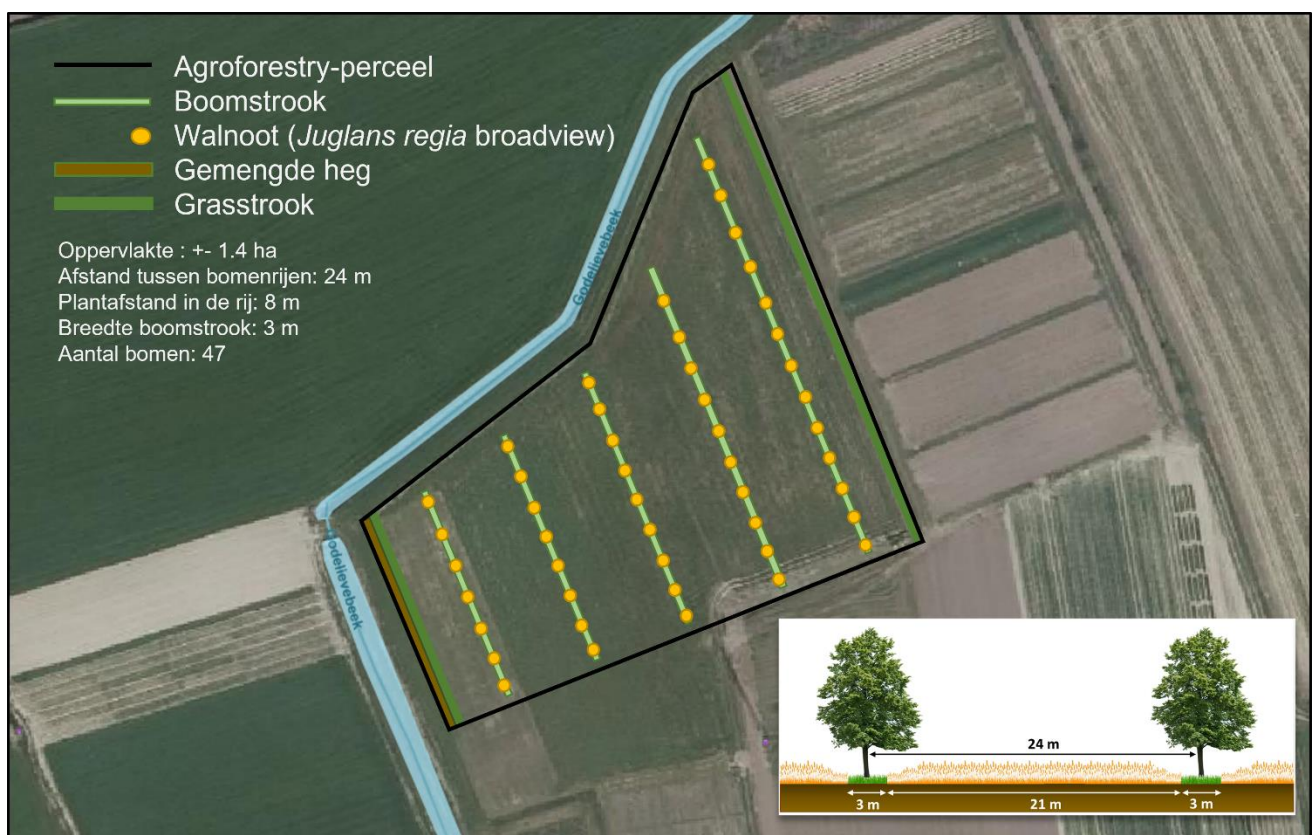 Agroforestry-perceel
Boomstrook
Walnoot (Juglans regia broadview)
Gemengde heg
Grasstrook
Oppervlakte : +- 1.4 ha
Afstand tussen bomenrijen: 24 m
Plantafstand in de rij: 8 m
Breedte boomstrook: 3 m
Aantal bomen: 47
Godelievebeek
Godelievebeek
24 m
3 m
21 m
3 m